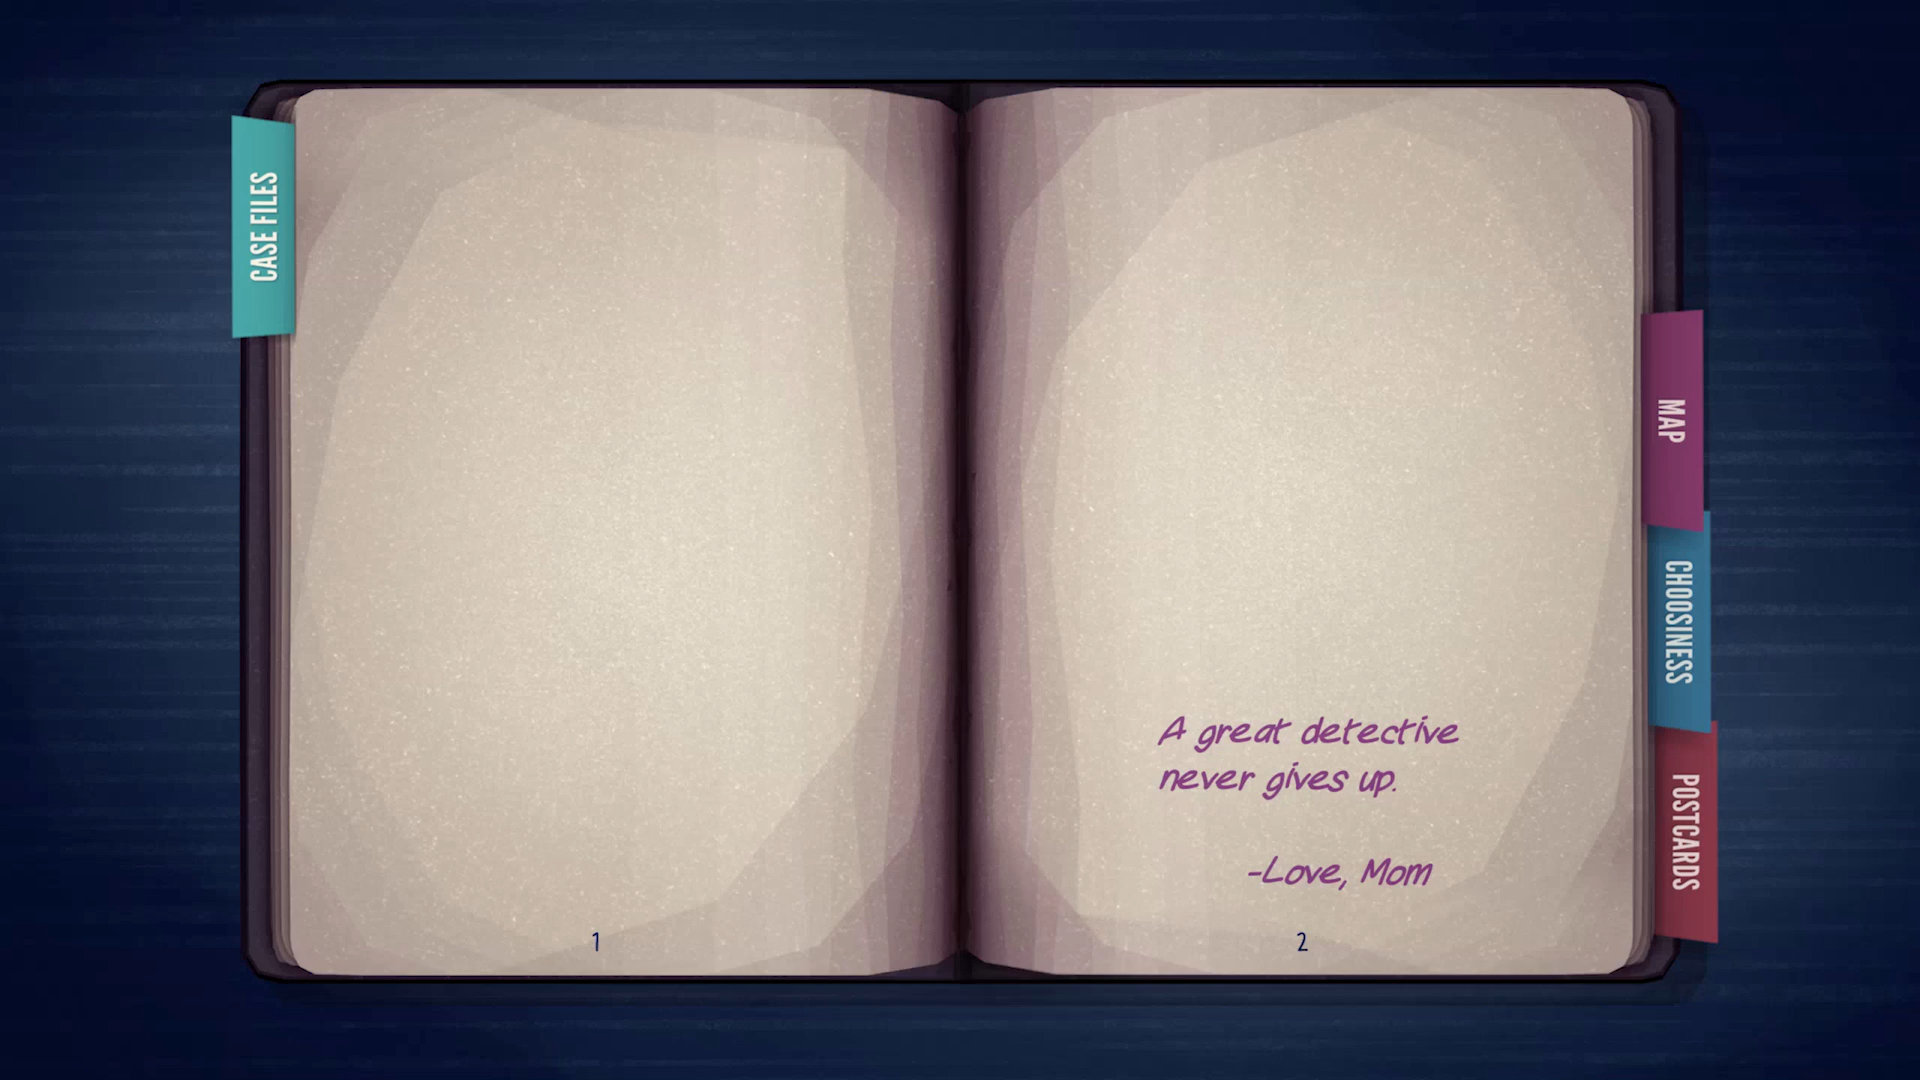 CASE FILES
A great detective
never gives up.
-Love, Mom
1
2
MAP
CHOOSINESS
POSTCARDS